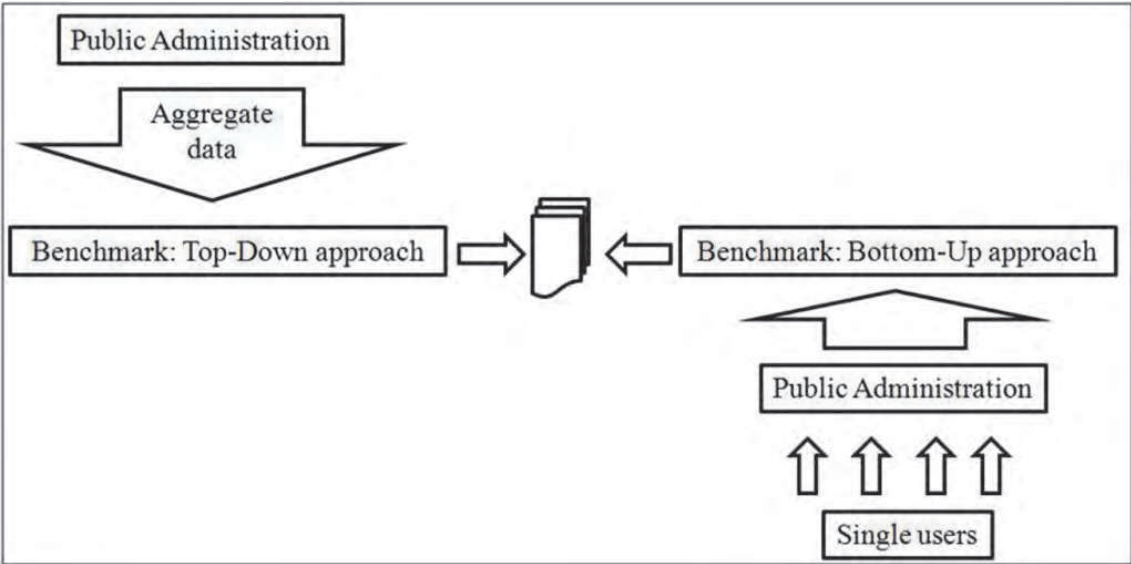 Public Administration
Aggregate
data
Benchmark: Top-Down approach
Benchmark: Bottom-Up approach
Public Administration
Single users